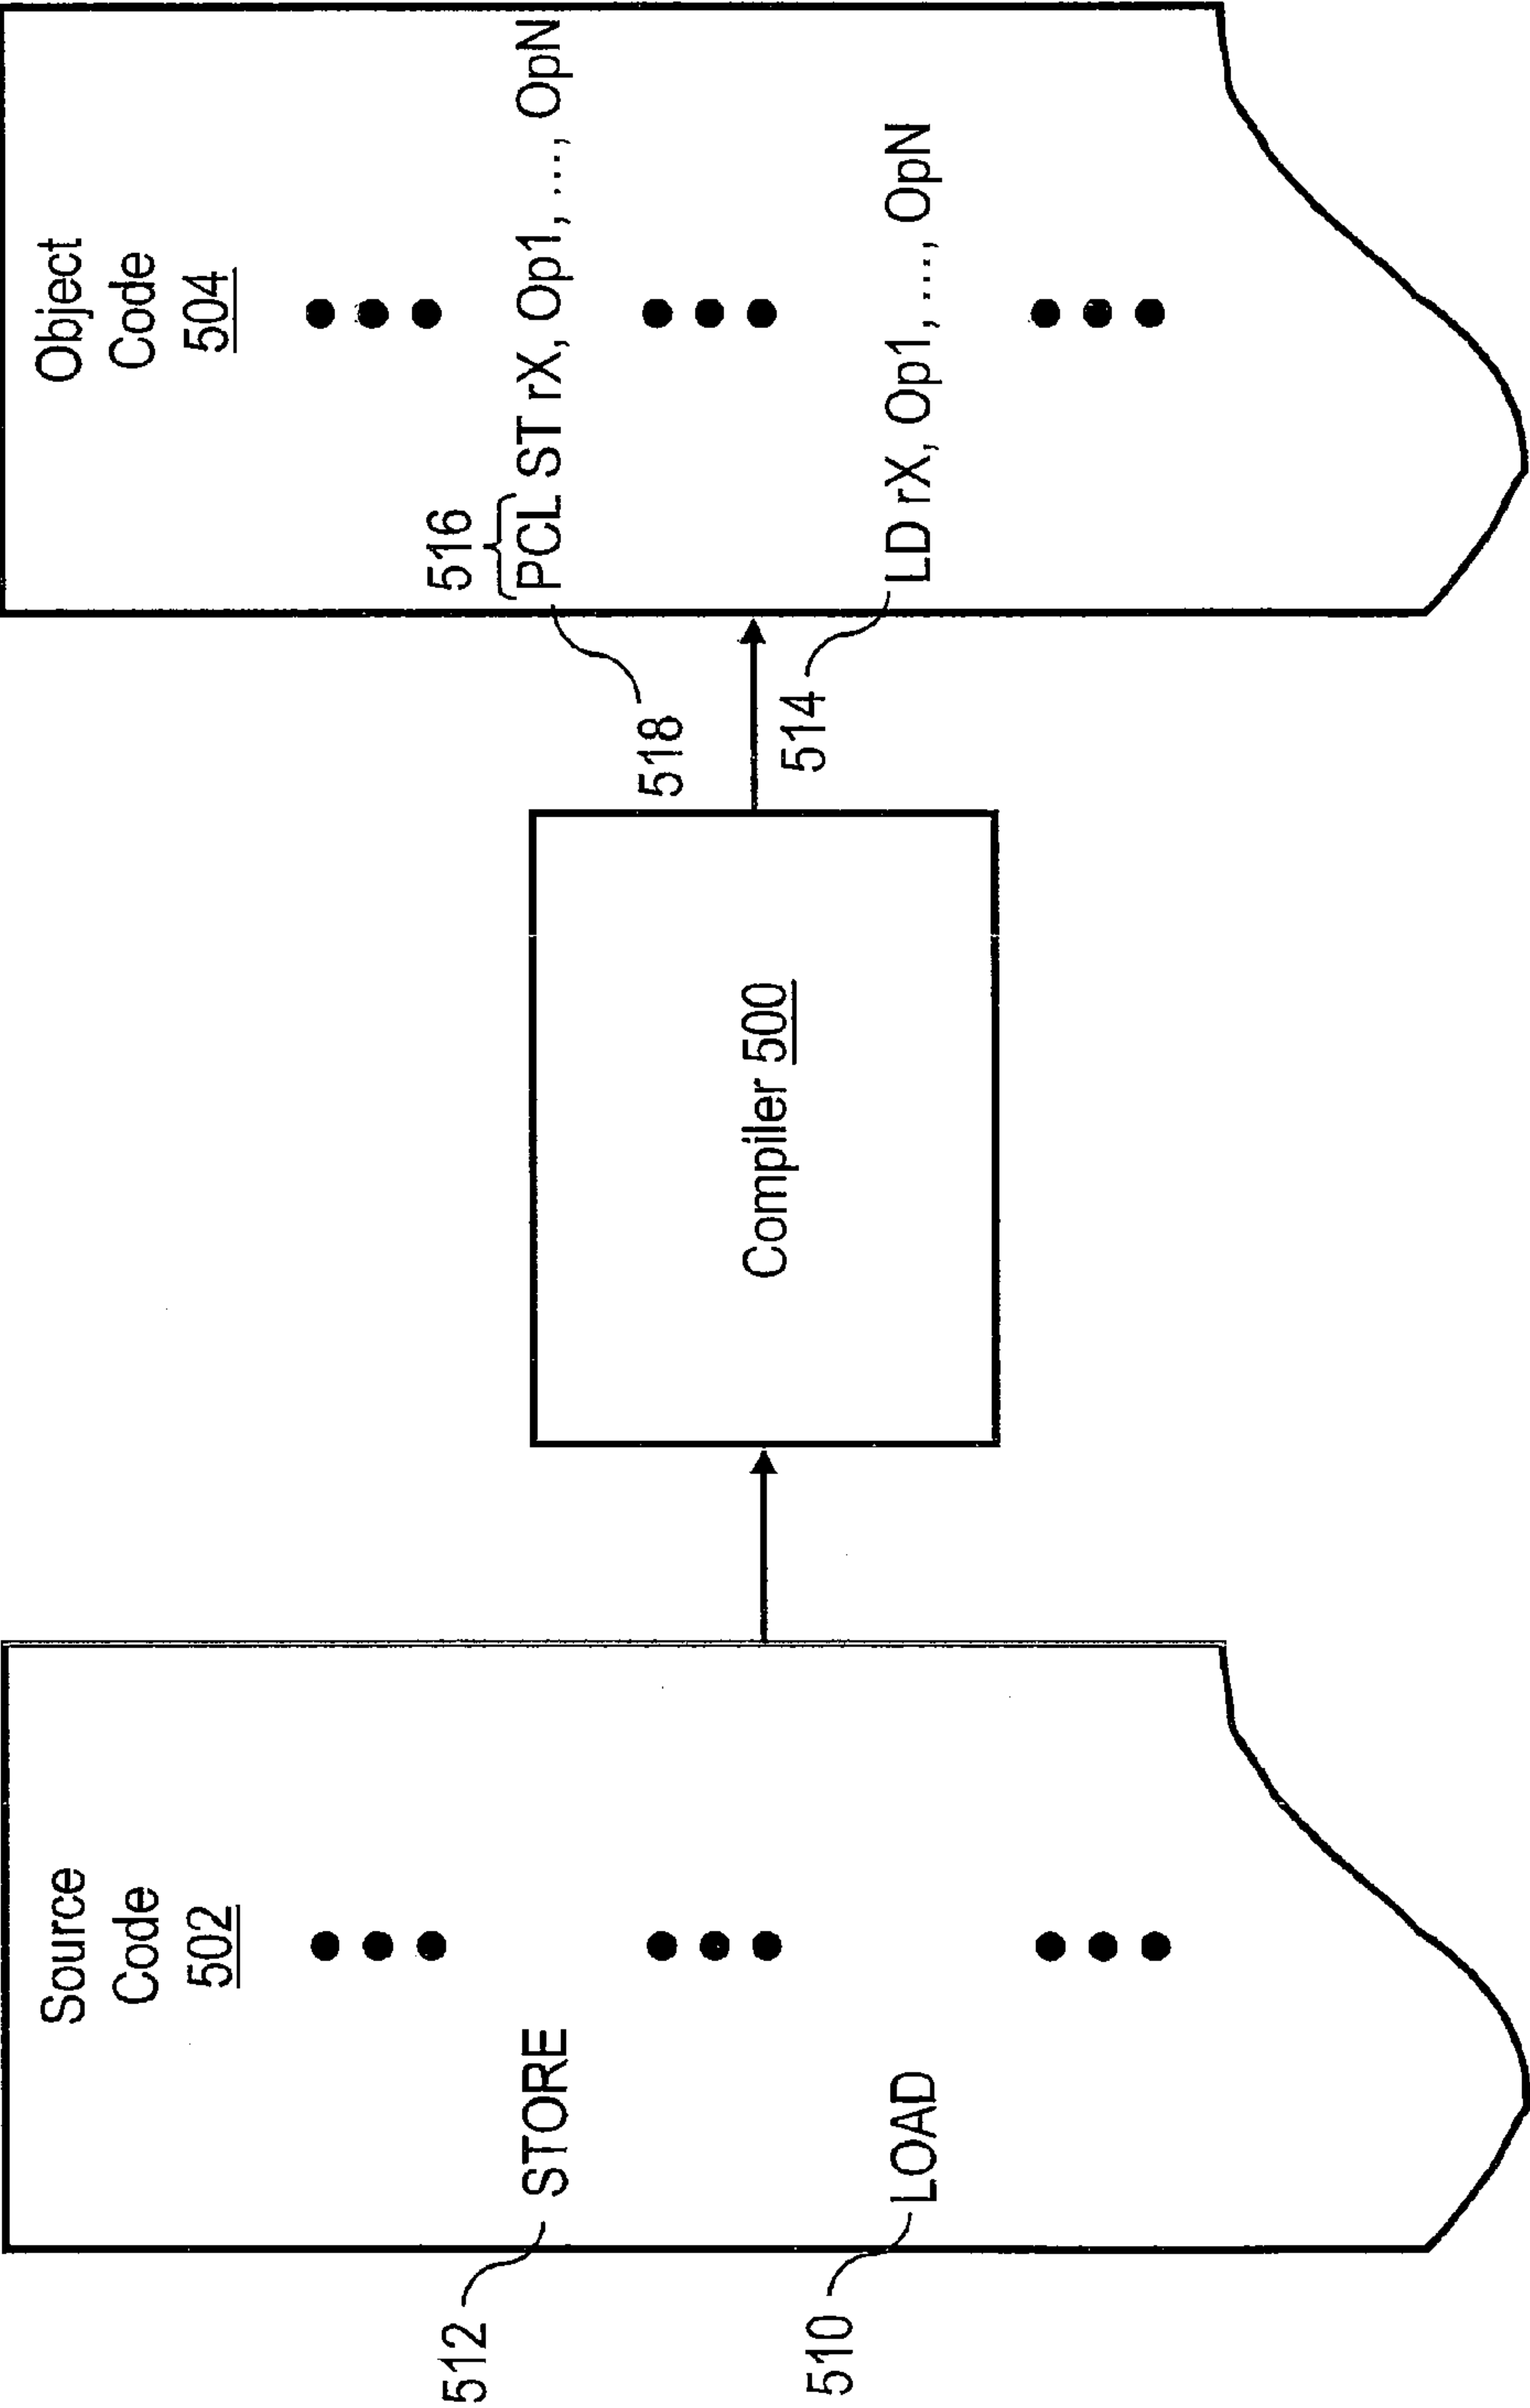 Source
Code
502
512
STORE
510
LOAD
Compiler 500
Object
Code
504
516
PCL ST rX, Op1, ..., OpN
518
514
LD rX, Op1, ..., OpN